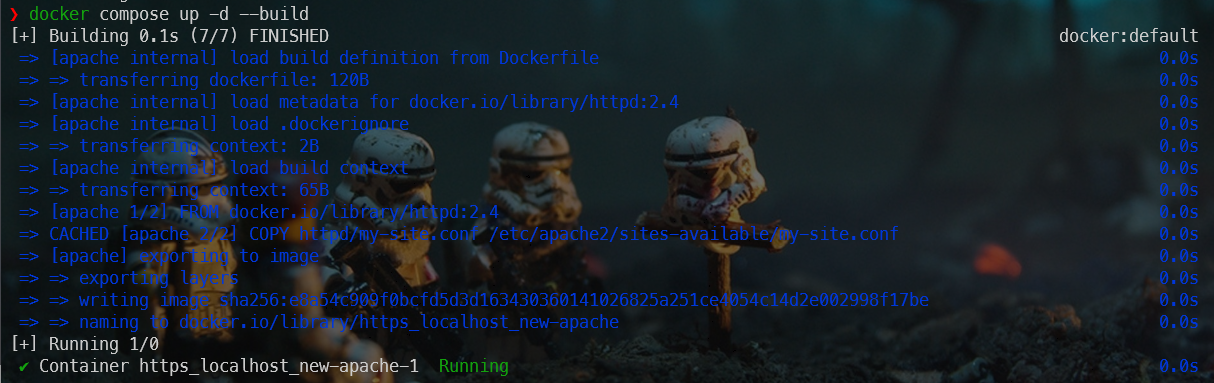 ❯ docker compose up -d --build
[+] Building 0.1s (7/7) FINISHED docker:default
=> [apache internal] load build definition from Dockerfile 0.0s
=> => transferring dockerfile: 120B 0.0s
=> [apache internal] load metadata for docker.io/library/httpd:2.4 0.0s
=> [apache internal] load .dockerignore 0.0s
=> => transferring context: 2B 0.0s
=> [apache internal] load build context 0.0s
=> => transferring context: 65B 0.0s
=> [apache 1/2] FROM docker.io/library/httpd:2.4 0.0s
=> CACHED [apache 2/2] COPY httpd/my-site.conf /etc/apache2/sites-available/my-site.conf 0.0s
=> [apache] exporting to image 0.0s
=> => exporting layers 0.0s
=> => writing image sha256:e8a54c909f0bcfd5d3d163430360141026825a251ce4054c14d2e002998f17be 0.0s
=> => naming to docker.io/library/https_localhost_new-apache 0.0s
[+] Running 1/0
✔ Container https_localhost_new-apache-1 Running 0.0s